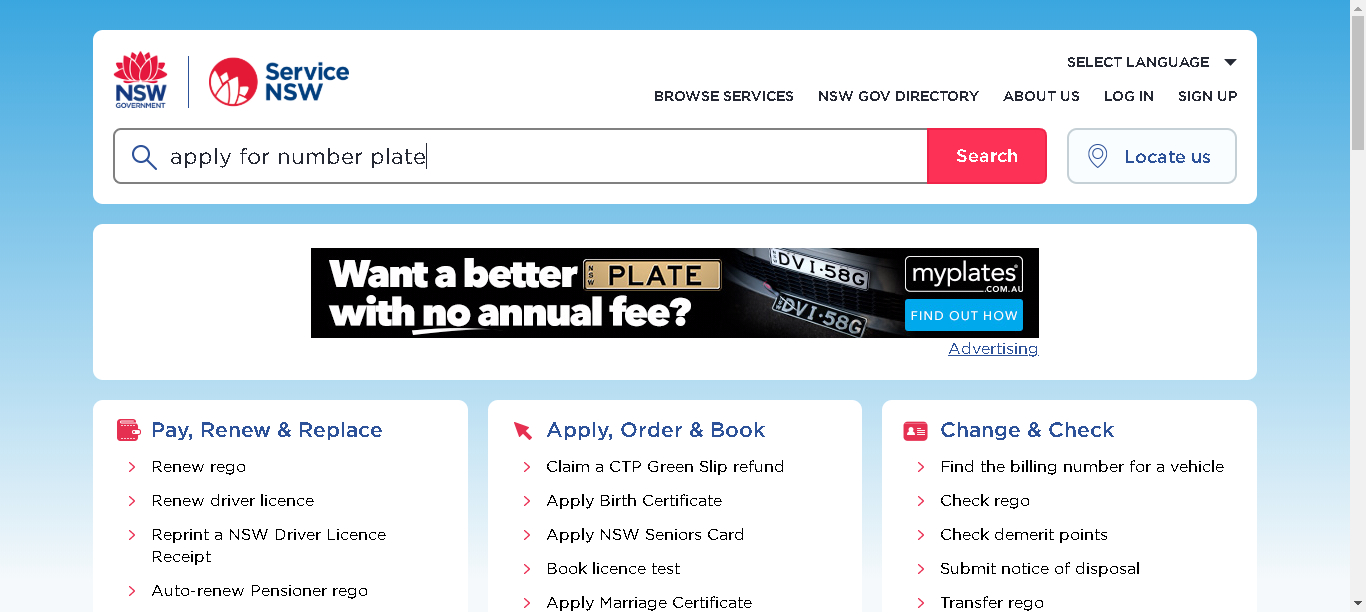 SELECT LANGUAGE
NSW
GOVERNMENT
Service
NSW
BROWSE SERVICES NSW GOV DIRECTORY ABOUT US LOG IN SIGN UP
apply for number plate
Search
Locate us
Want a better NSW PLATE
with no annual fee?
DVI·58G
DVI·58G
myplates
.COM.AU
FIND OUT HOW
Advertising
Pay, Renew & Replace
Renew rego
Renew driver licence
Reprint a NSW Driver Licence
Receipt
Auto-renew Pensioner rego
Apply, Order & Book
Claim a CTP Green Slip refund
Apply Birth Certificate
Apply NSW Seniors Card
Book licence test
Apply Marriage Certificate
Change & Check
Find the billing number for a vehicle
Check rego
Check demerit points
Submit notice of disposal
Transfer rego